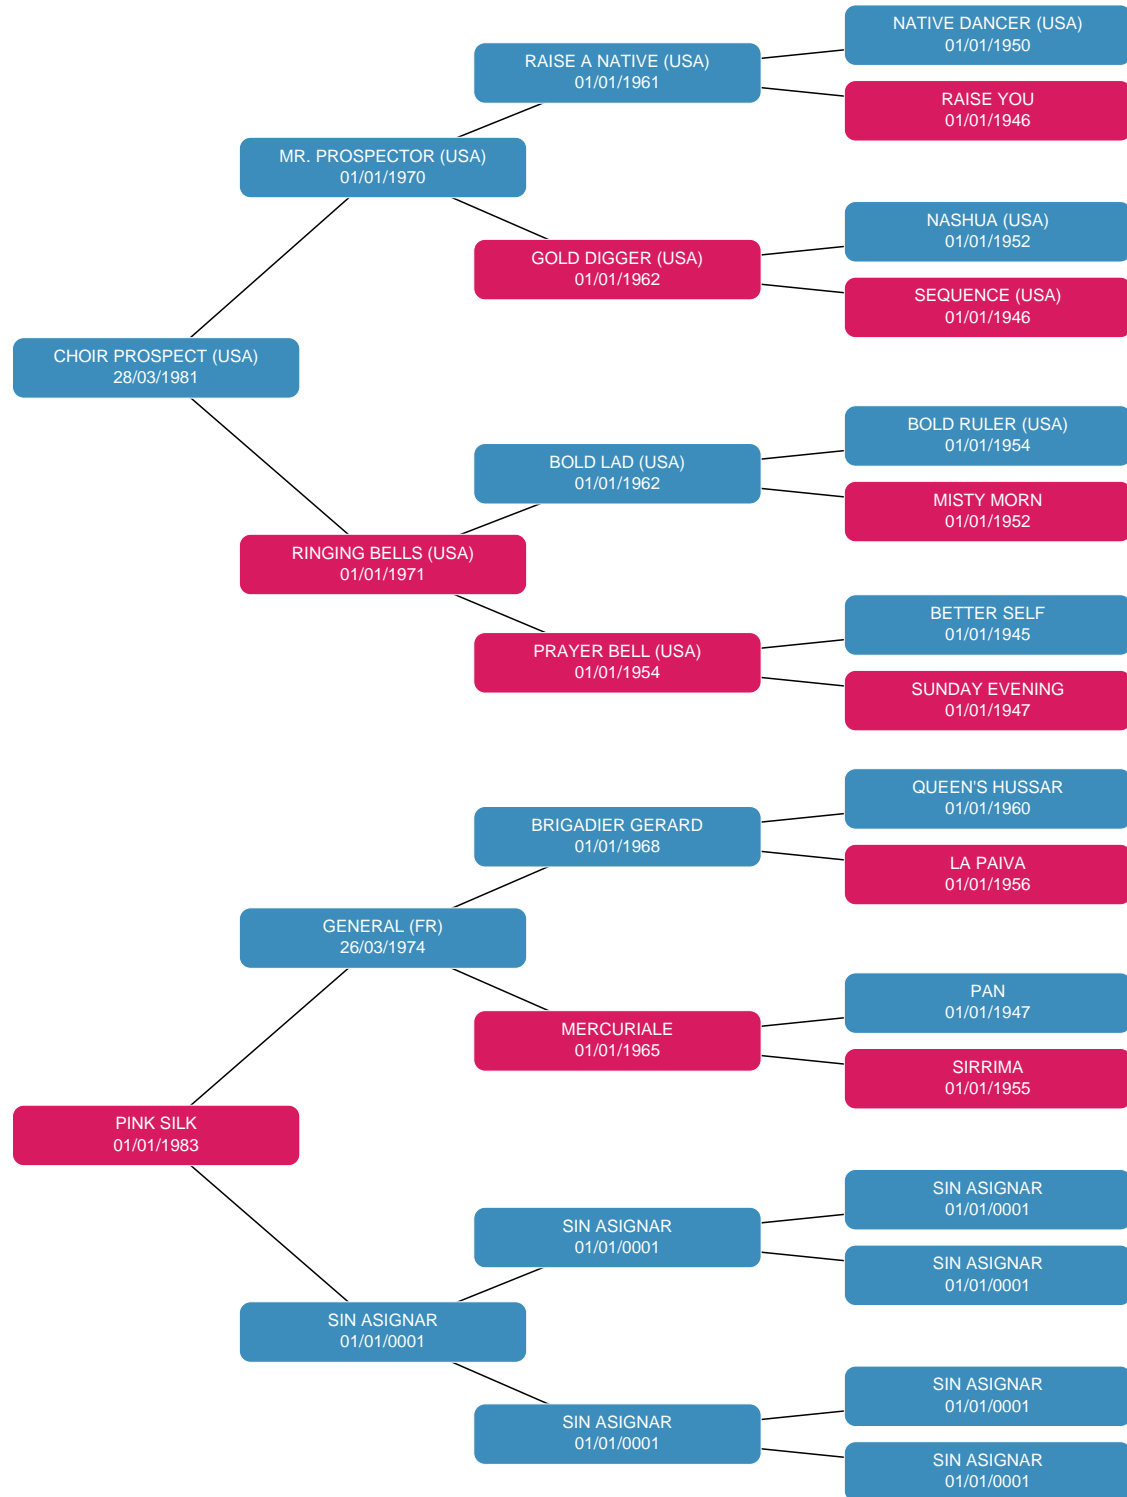 NATIVE DANCER (USA)
01/01/1950
RAISE A NATIVE (USA)
01/01/1961
RAISE YOU
01/01/1946
MR. PROSPECTOR (USA)
01/01/1970
NASHUA (USA)
01/01/1952
GOLD DIGGER (USA)
01/01/1962
SEQUENCE (USA)
01/01/1946
CHOIR PROSPECT (USA)
28/03/1981
BOLD RULER (USA)
01/01/1954
BOLD LAD (USA)
01/01/1962
MISTY MORN
01/01/1952
RINGING BELLS (USA)
01/01/1971
BETTER SELF
01/01/1945
PRAYER BELL (USA)
01/01/1954
SUNDAY EVENING
01/01/1947
QUEEN'S HUSSAR
01/01/1960
BRIGADIER GERARD
01/01/1968
LA PAIVA
01/01/1956
GENERAL (FR)
26/03/1974
PAN
01/01/1947
MERCURIALE
01/01/1965
SIRRIMA
01/01/1955
PINK SILK
01/01/1983
SIN ASIGNAR
01/01/0001
SIN ASIGNAR
01/01/0001
SIN ASIGNAR
01/01/0001
SIN ASIGNAR
01/01/0001
SIN ASIGNAR
01/01/0001
SIN ASIGNAR
01/01/0001
SIN ASIGNAR
01/01/0001